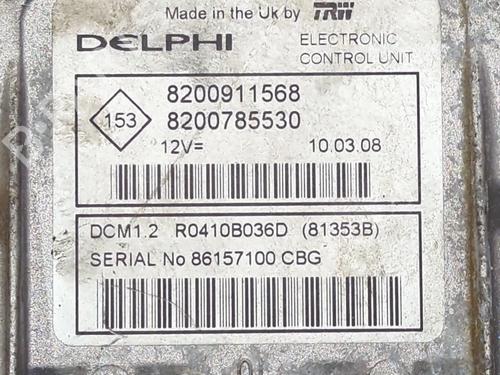 Made in the Uk by TRW
DELPHI ELECTRONIC
CONTROL UNIT
153
8200911568
8200785530
12V= 10.03.08
DCM1.2 R0410B036D (81353B)
SERIAL No 86157100 CBG